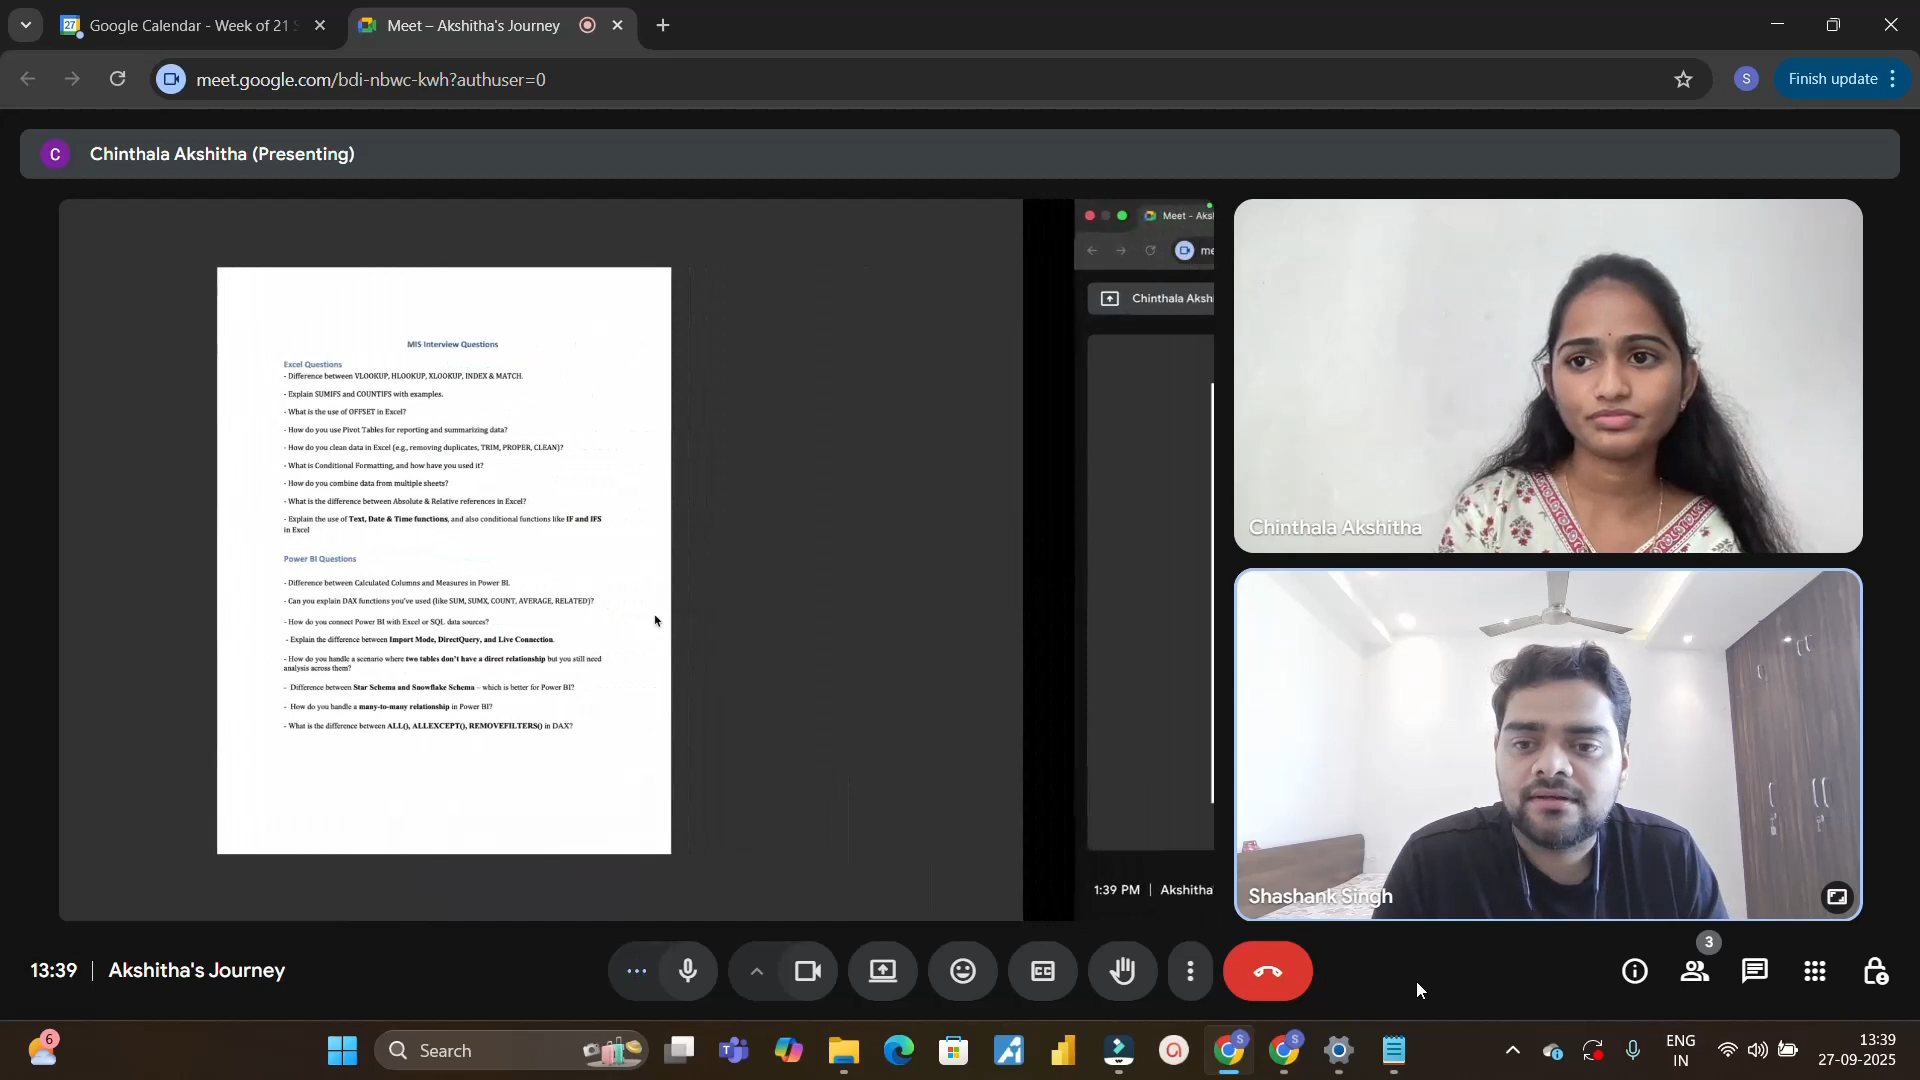 Google Calendar - Week of 21 S
Meet – Akshitha's Journey
meet.google.com/bdi-nbwc-kwh?authuser=0
S
Finish update
C
Chinthala Akshitha (Presenting)
MIS Interview Questions
Excel Questions
- Difference between VLOOKUP, HLOOKUP, XLOOKUP, INDEX & MATCH.
- Explain SUMIFS and COUNTIFS with examples.
- What is the use of OFFSET in Excel?
- How do you use Pivot Tables for reporting and summarizing data?
- How do you clean data in Excel (e.g., removing duplicates, TRIM, PROPER, CLEAN)?
- What is Conditional Formatting, and how have you used it?
- How do you combine data from multiple sheets?
- What is the difference between Absolute & Relative references in Excel?
- Explain the use of Text, Date & Time functions, and also conditional functions like IF and IFS
in Excel
Power BI Questions
- Difference between Calculated Columns and Measures in Power BI.
- Can you explain DAX functions you've used (like SUM, SUMX, COUNT, AVERAGE, RELATED)?
- How do you connect Power BI with Excel or SQL data sources?
- Explain the difference between Import Mode, DirectQuery, and Live Connection.
- How do you handle a scenario where two tables don't have a direct relationship but you still need
analysis across them?
- Difference between Star Schema and Snowflake Schema – which is better for Power BI?
- How do you handle a many-to-many relationship in Power BI?
- What is the difference between ALL(), ALLEXCEPT(), REMOVEFILTERS() in DAX?
Meet - Aks
me
Chinthala Aksh
1:39 PM | Akshitha
Chinthala Akshitha
Shashank Singh
13:39 | Akshitha's Journey
CC
3
6
Search
ENG
IN
13:39
27-09-2025